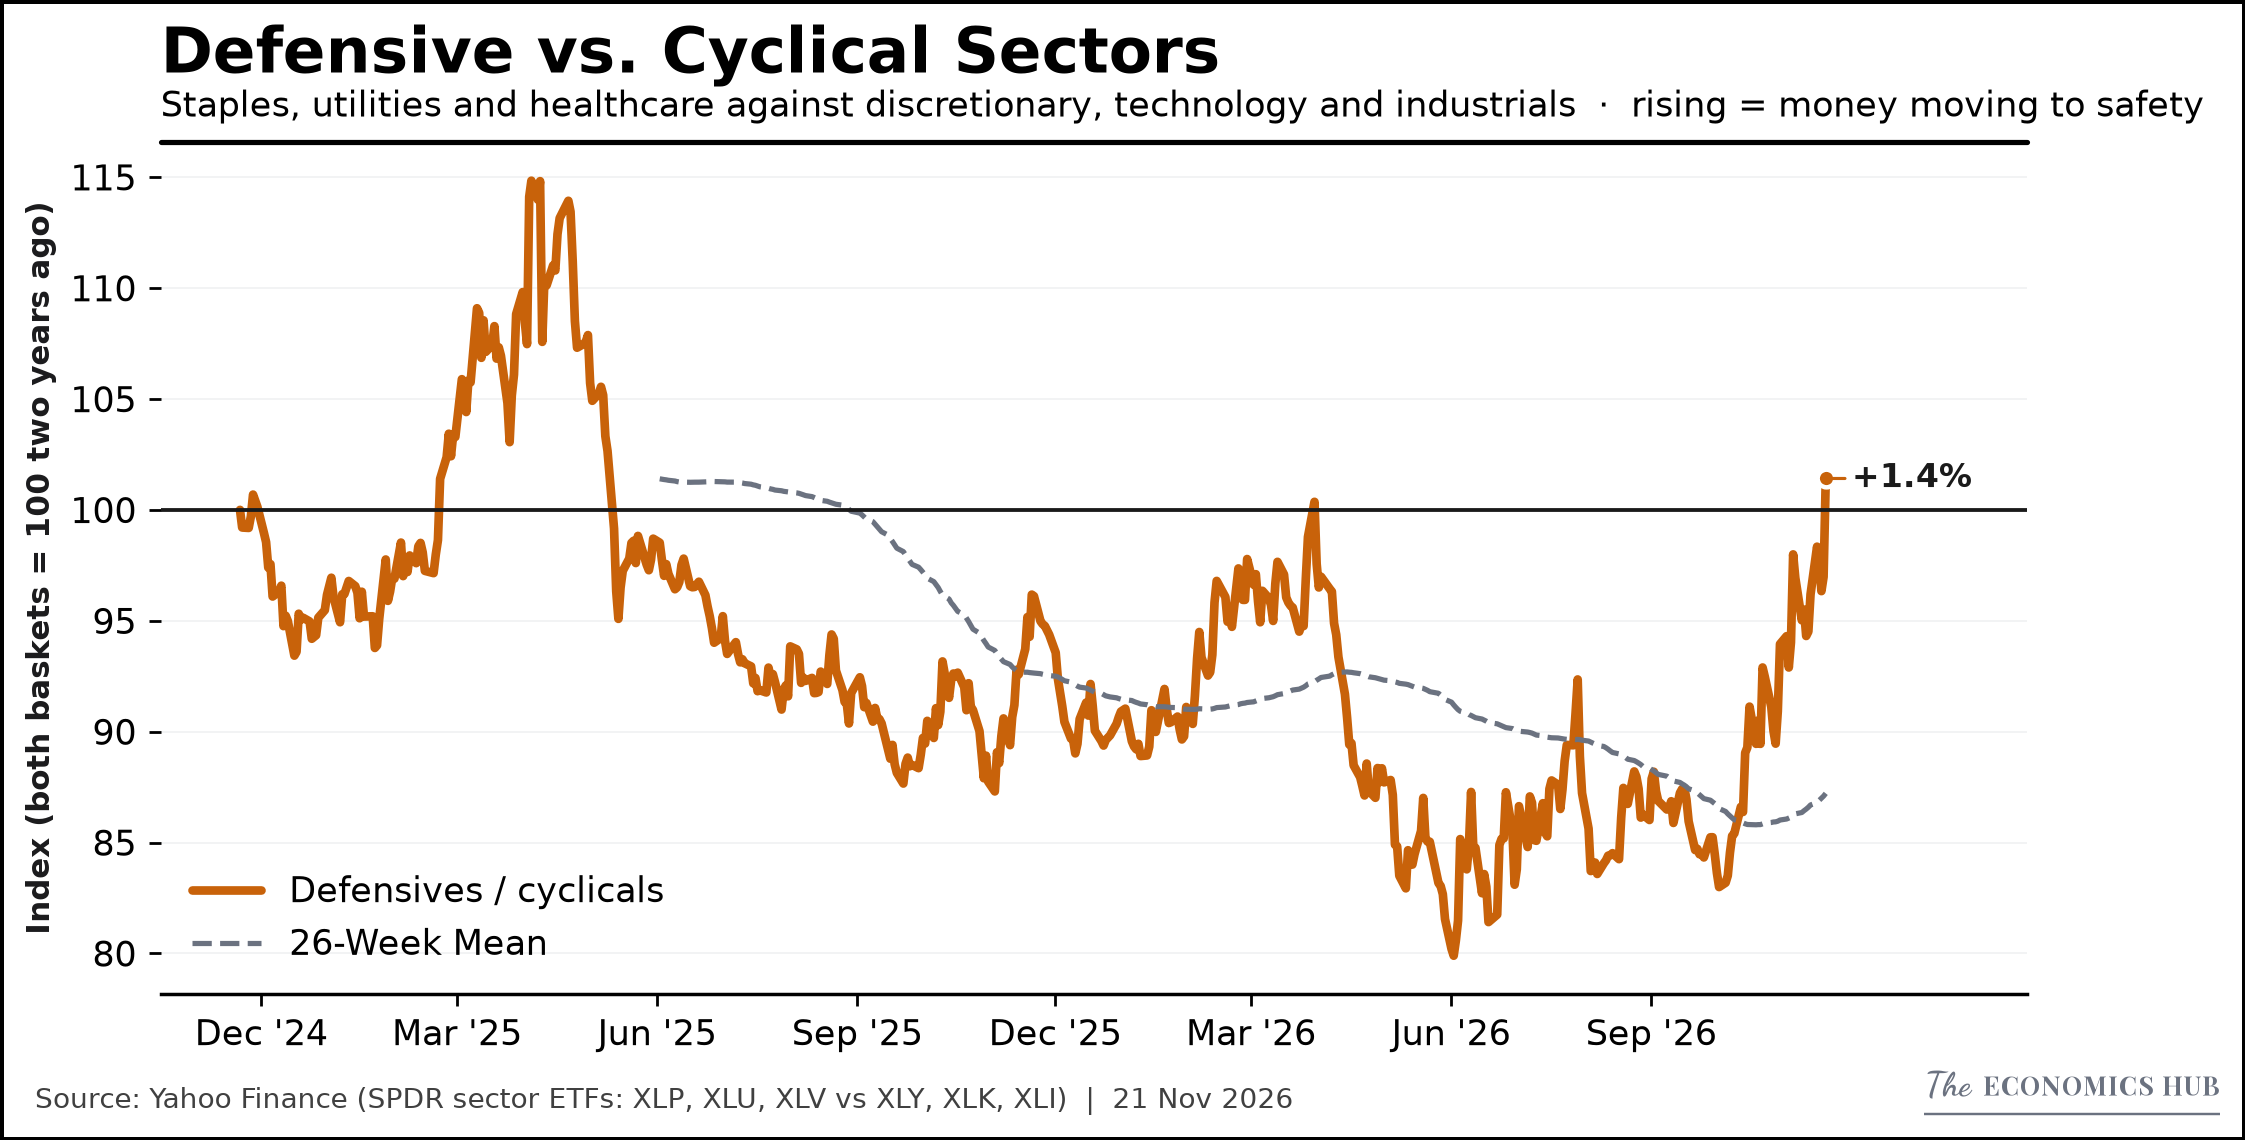 Defensive vs. Cyclical Sectors
Staples, utilities and healthcare against discretionary, technology and industrials · rising = money moving to safety
Index (both baskets = 100 two years ago)
115
110
105
100
95
90
85
80
+1.4%
Defensives / cyclicals
26-Week Mean
Dec '24 Mar '25 Jun '25 Sep '25 Dec '25 Mar '26 Jun '26 Sep '26
Source: Yahoo Finance (SPDR sector ETFs: XLP, XLU, XLV vs XLY, XLK, XLI) | 21 Nov 2026
The ECONOMICS HUB